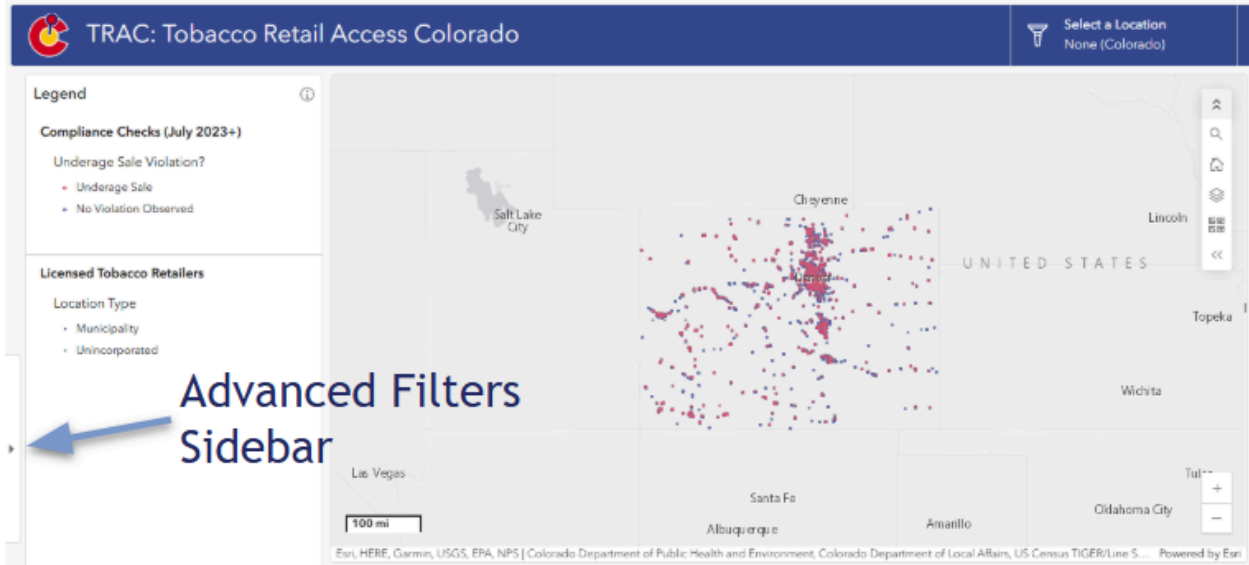 TRAC: Tobacco Retail Access Colorado
Select a Location
None (Colorado)
Legend
Compliance Checks (July 2023+)
Underage Sale Violation?
Underage Sale
No Violation Observed
Licensed Tobacco Retailers
Location Type
Municipality
Unincorporated
Advanced Filters
Sidebar
Cheyenne
Salt Lake
City
Lincoln
UNITED STATES
Denver
Topeka
Wichita
Las Vegas
Santa Fe
Albuquerque
Amarillo
Oklahoma City
100 mi
Esri, HERE, Garmin, USGS, EPA, NPS | Colorado Department of Public Health and Environment, Colorado Department of Local Affairs, US Census TIGER/Line S... Powered by Esri